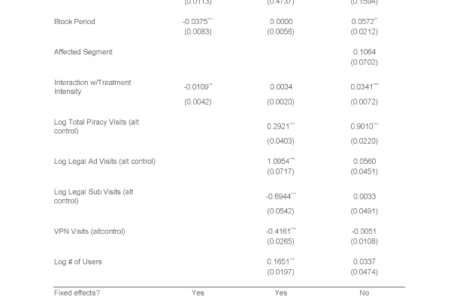 (0.0113) (0.4737) (0.1594)
Block Period -0.0375*** 0.0000 0.0572**
(0.0083) (0.0056) (0.0212)
Affected Segment 0.1064
(0.0702)
Interaction w/Treatment
Intensity -0.0109** 0.0034 0.0341***
(0.0042) (0.0020) (0.0072)
Log Total Piracy Visits (alt
control) 0.2921*** 0.9010***
(0.0403) (0.0220)
Log Legal Ad Visits (alt control) 1.0954*** 0.0560
(0.0717) (0.0451)
Log Legal Sub Visits (alt
control) -0.6944*** 0.0033
(0.0542) (0.0491)
VPN Visits (altcontrol) -0.4161*** -0.0051
(0.0265) (0.0108)
Log # of Users 0.1651*** 0.0337
(0.0197) (0.0474)
Fixed effects? Yes Yes No